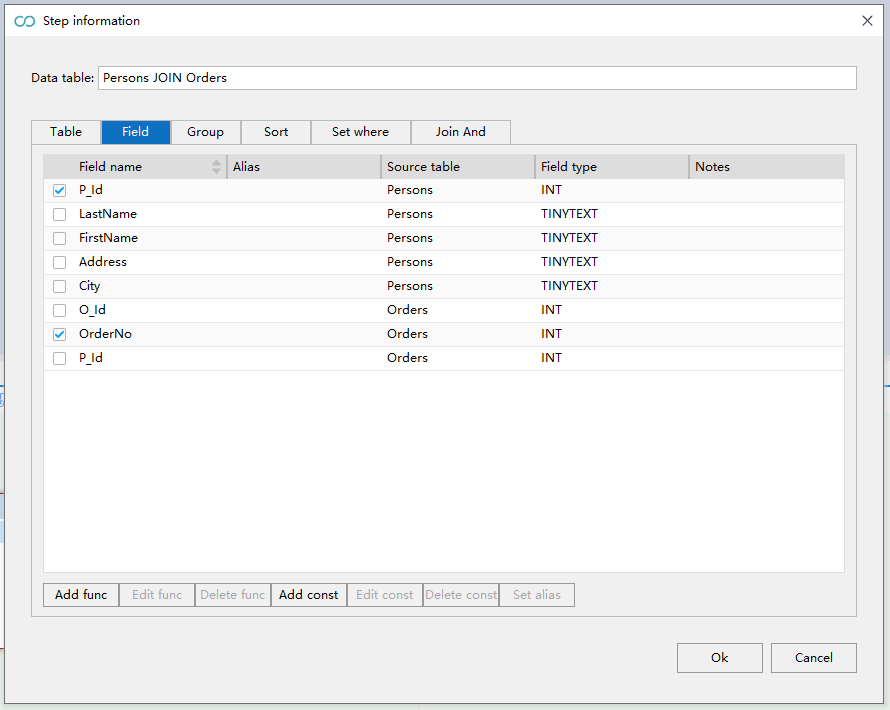 Step information
Data table: Persons JOIN Orders
Table Field Group Sort Set where Join And
Field name Alias Source table Field type Notes
P_Id Persons INT
LastName Persons TINYTEXT
FirstName Persons TINYTEXT
Address Persons TINYTEXT
City Persons TINYTEXT
O_Id Orders INT
OrderNo Orders INT
P_Id Orders INT
Add func Edit func Delete func Add const Edit const Delete const Set alias
Ok Cancel